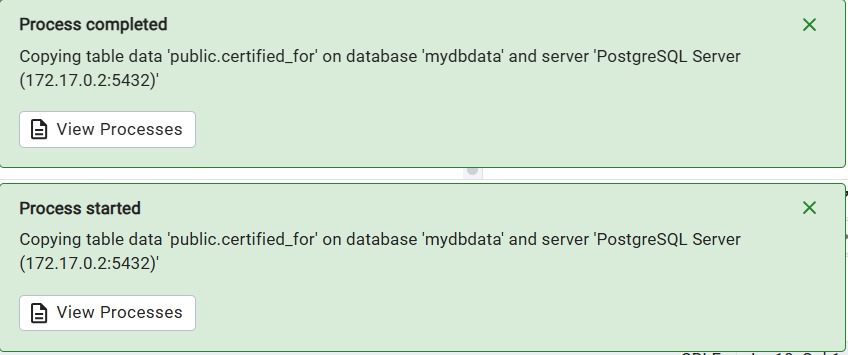 Process completed
Copying table data 'public.certified_for' on database 'mydbdata' and server 'PostgreSQL Server
(172.17.0.2:5432)'
View Processes
Process started
Copying table data 'public.certified_for' on database 'mydbdata' and server 'PostgreSQL Server
(172.17.0.2:5432)'
View Processes